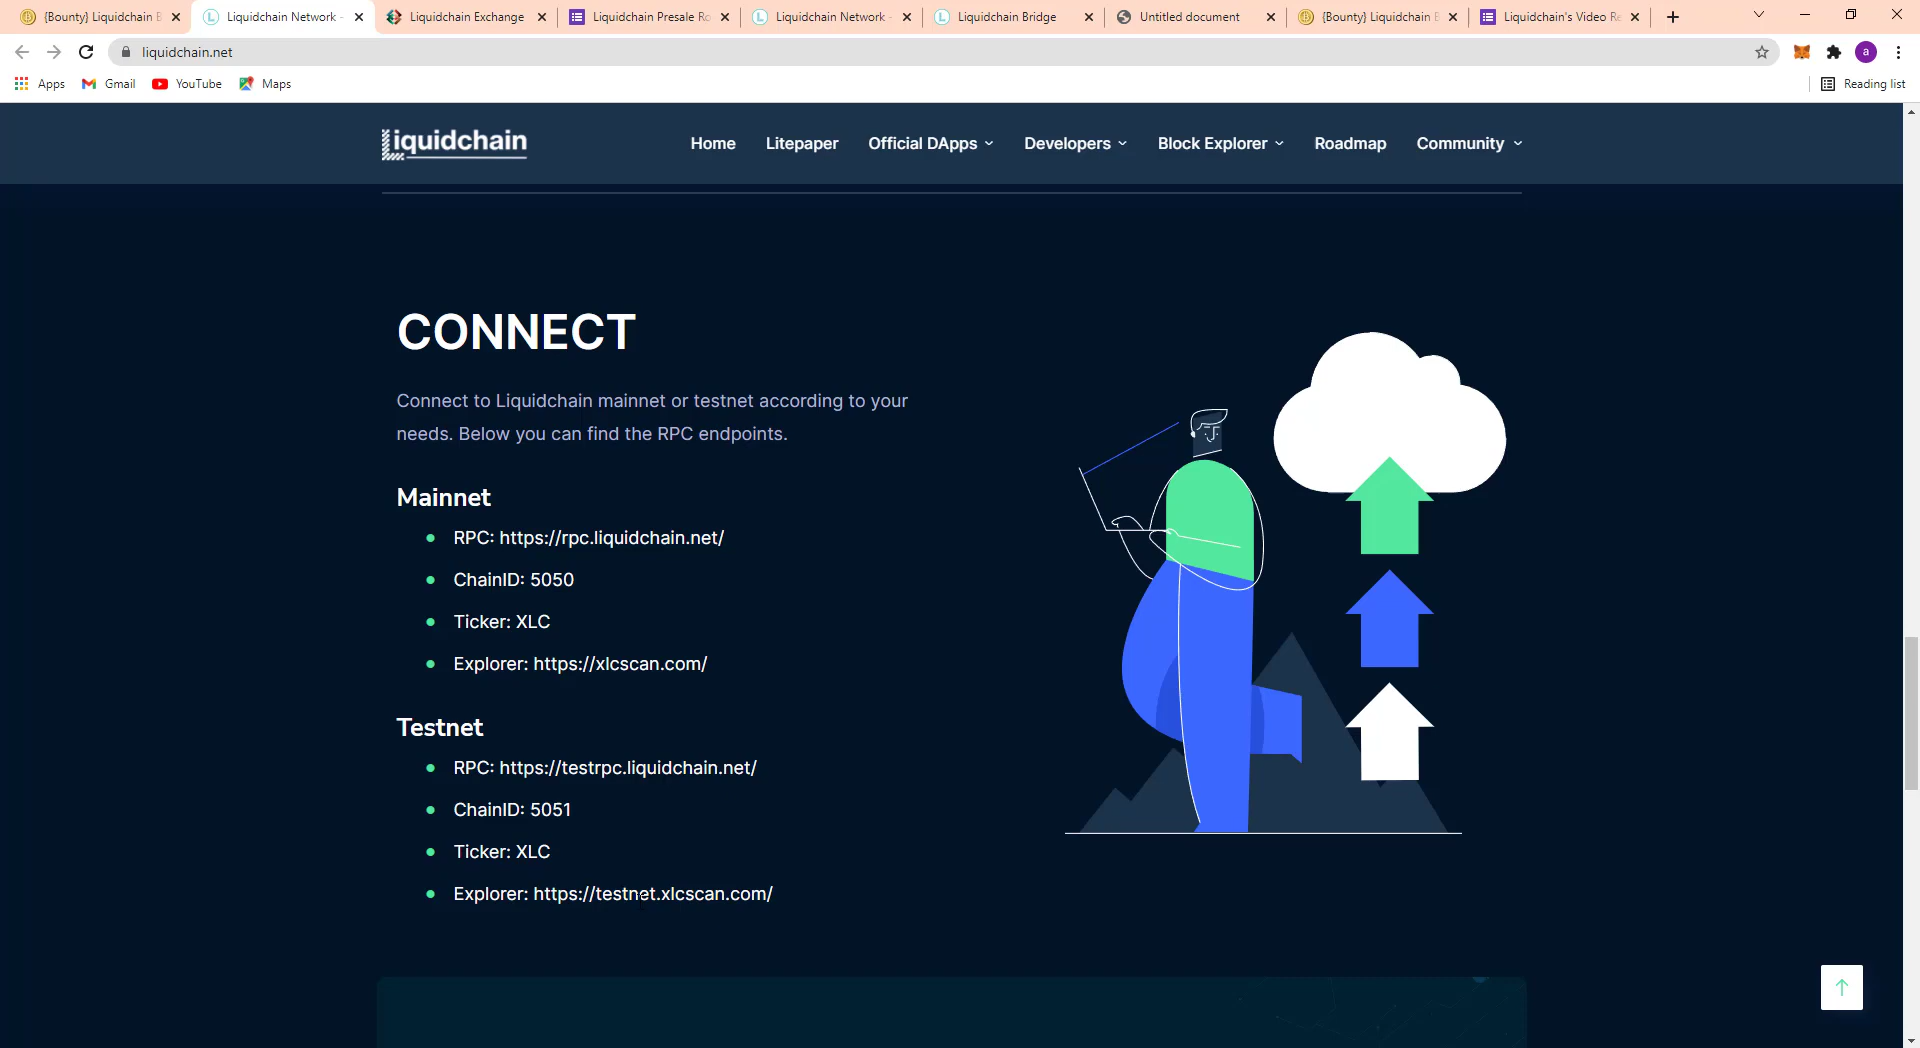 {Bounty} Liquidchain B
Liquidchain Network -
Liquidchain Exchange
Liquidchain Presale Ro
Liquidchain Network -
Liquidchain Bridge
Untitled document
{Bounty} Liquidchain B
Liquidchain's Video Re
liquidchain.net
a
Apps
Gmail
YouTube
Maps
Reading list
liquidchain
Home
Litepaper
Official DApps
Developers
Block Explorer
Roadmap
Community
CONNECT
Connect to Liquidchain mainnet or testnet according to your
needs. Below you can find the RPC endpoints.
Mainnet
RPC: https://rpc.liquidchain.net/
ChainID: 5050
Ticker: XLC
Explorer: https://xlcscan.com/
Testnet
RPC: https://testrpc.liquidchain.net/
ChainID: 5051
Ticker: XLC
Explorer: https://testnet.xlcscan.com/